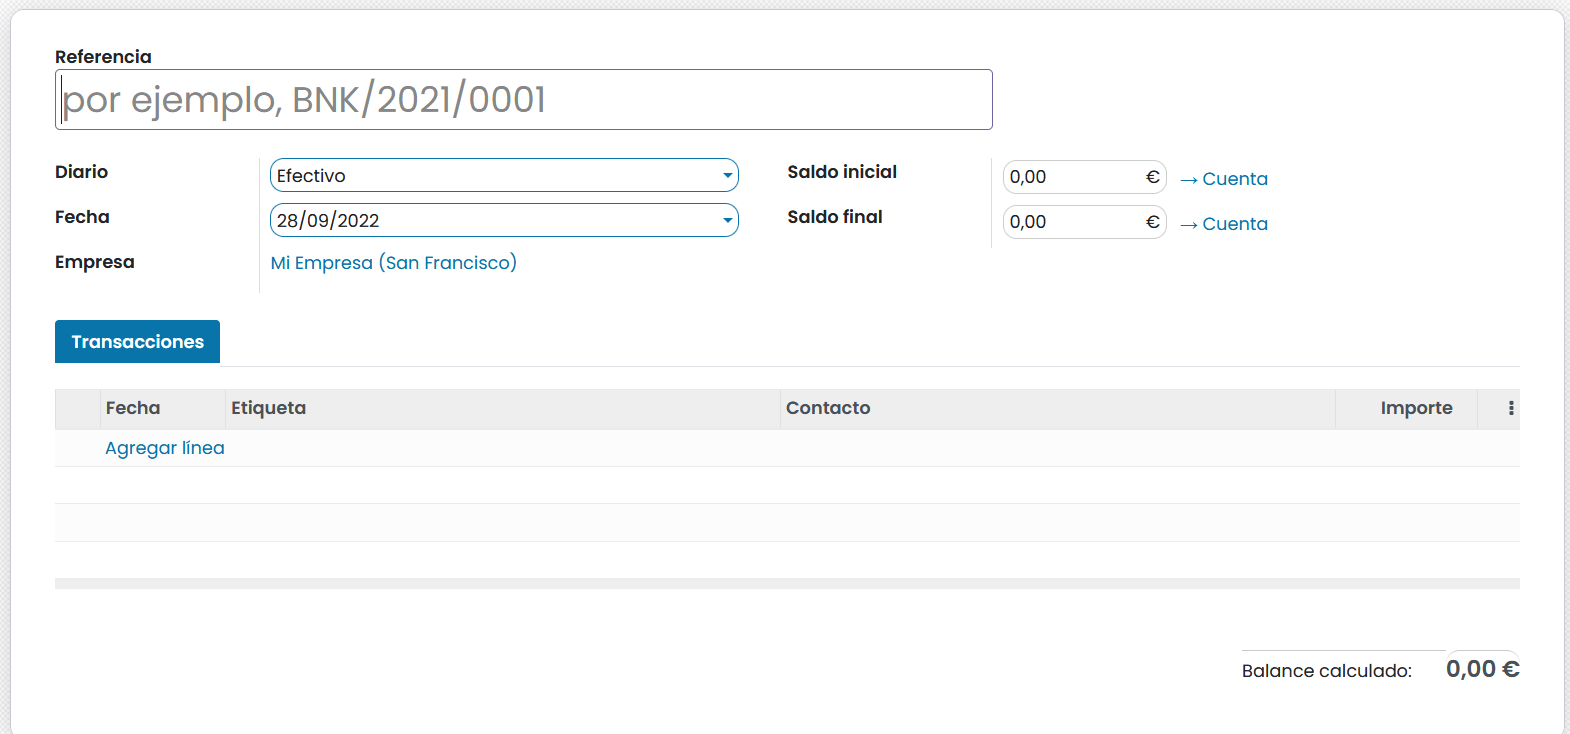 Referencia
por ejemplo, BNK/2021/0001
Diario
Efectivo
Saldo inicial
0,00 €
→ Cuenta
Fecha
28/09/2022
Saldo final
0,00 €
→ Cuenta
Empresa
Mi Empresa (San Francisco)
Transacciones
Fecha Etiqueta Contacto Importe
Agregar línea
Balance calculado: 0,00 €